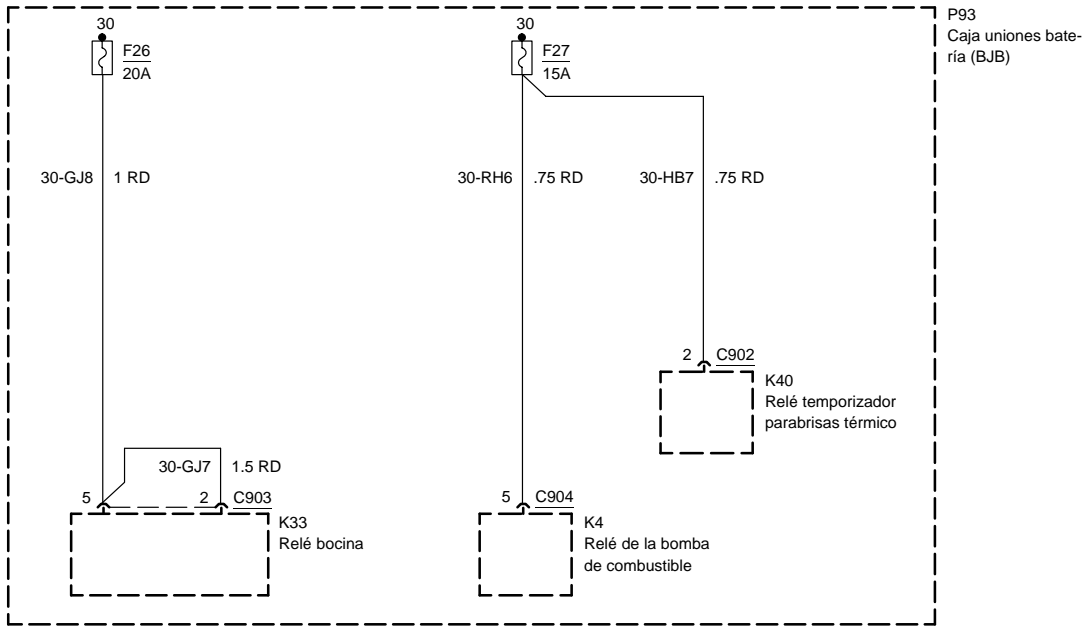 P93
Caja uniones bate-
ría (BJB)
30
F26
20A
30
F27
15A
30-GJ8
1 RD
30-RH6
.75 RD
30-HB7
.75 RD
2
C902
K40
Relé temporizador
parabrisas térmico
30-GJ7
1.5 RD
5
2
C903
K33
Relé bocina
5
C904
K4
Relé de la bomba
de combustible